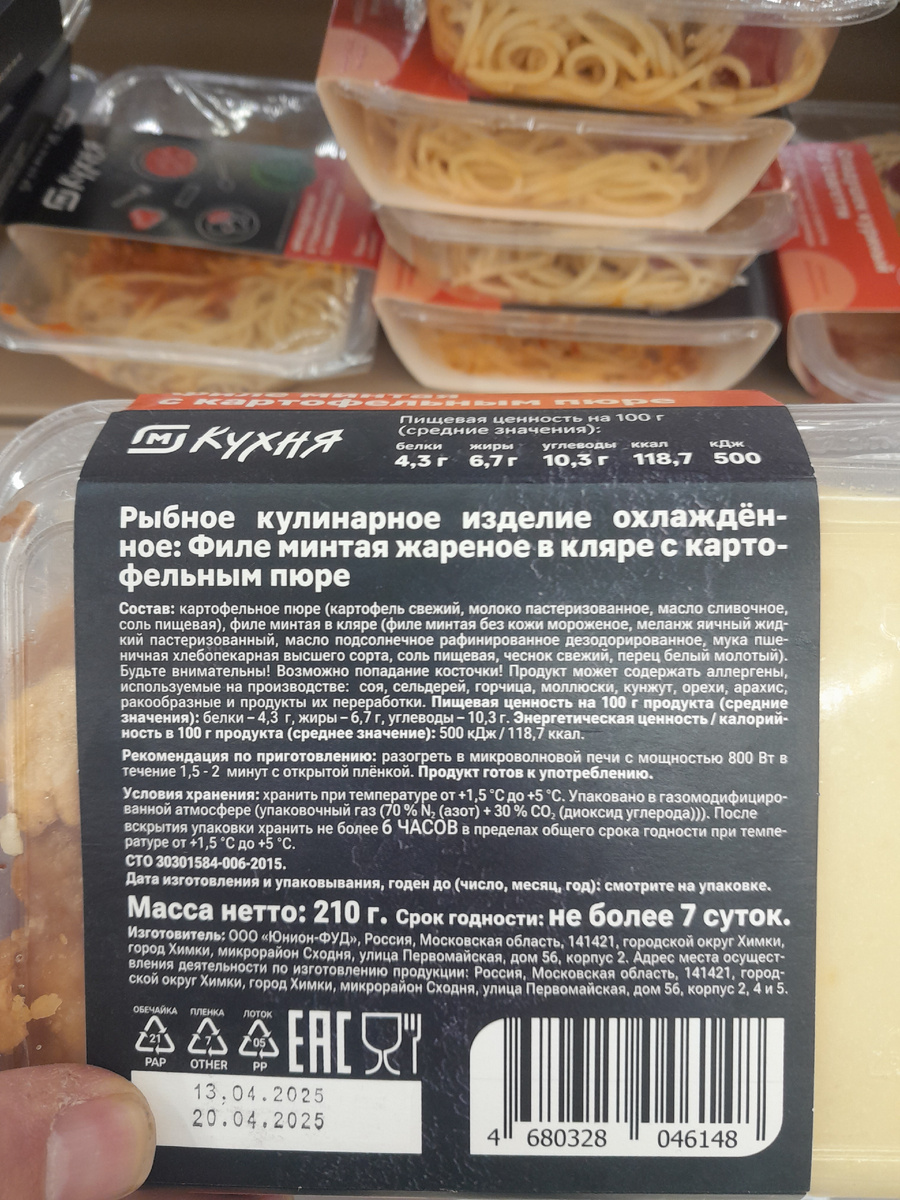 с картофельным пюре
М КУХНЯ
Пищевая ценность на 100 г
(средние значения):
белки жиры углеводы ккал кДж
4,3 г 6,7 г 10,3 г 118,7 500
Рыбное кулинарное изделие охлаждён-
ное: Филе минтая жареное в кляре с карто-
фельным пюре
Состав: картофельное пюре (картофель свежий, молоко пастеризованное, масло сливочное,
соль пищевая), филе минтая в кляре (филе минтая без кожи мороженое, меланж яичный жид-
кий пастеризованный, масло подсолнечное рафинированное дезодорированное, мука пше-
ничная хлебопекарная высшего сорта, соль пищевая, чеснок свежий, перец белый молотый).
Будьте внимательны! Возможно попадание косточки! Продукт может содержать аллергены,
используемые на производстве: соя, сельдерей, горчица, моллюски, кунжут, орехи, арахис,
ракообразные и продукты их переработки. Пищевая ценность на 100 г продукта (средние
значения): белки – 4,3 г, жиры – 6,7 г, углеводы – 10,3 г. Энергетическая ценность / калорий-
ность в 100 г продукта (среднее значение): 500 кДж / 118,7 ккал.
Рекомендация по приготовлению: разогреть в микроволновой печи с мощностью 800 Вт в
течение 1,5 - 2 минут с открытой плёнкой. Продукт готов к употреблению.
Условия хранения: хранить при температуре от +1,5 °С до +5 °С. Упаковано в газомодифициро-
ванной атмосфере (упаковочный газ (70 % N₂ (азот) + 30 % CO₂ (диоксид углерода))). После
вскрытия упаковки хранить не более 6 ЧАСОВ в пределах общего срока годности при темпе-
ратуре от +1,5 °С до +5 °С.
СТО 30301584-006-2015.
Дата изготовления и упаковывания, годен до (число, месяц, год): смотрите на упаковке.
Масса нетто: 210 г. Срок годности: не более 7 суток.
Изготовитель: ООО «Юнион-ФУД», Россия, Московская область, 141421, городской округ Химки,
город Химки, микрорайон Сходня, улица Первомайская, дом 56, корпус 2. Адрес места осущест-
вления деятельности по изготовлению продукции: Россия, Московская область, 141421, город-
ской округ Химки, город Химки, микрорайон Сходня, улица Первомайская, дом 56, корпус 2, 4 и 5.
ОБЕЧАЙКА ПЛЕНКА ЛОТОК
21 7 05
PAP OTHER PP
EAC
13.04.2025
20.04.2025
4 680328 046148